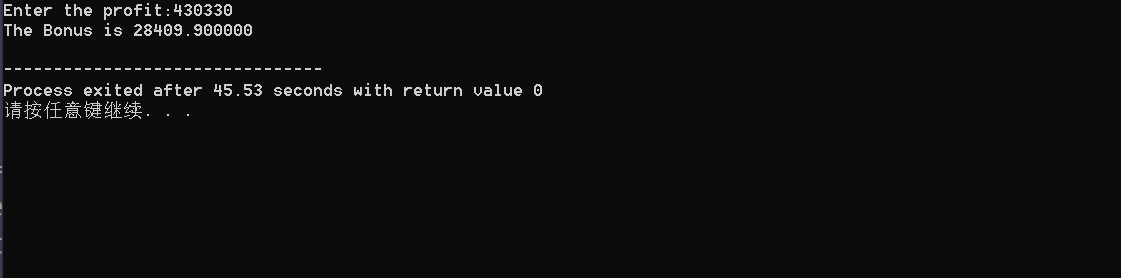 Enter the profit:430330
The Bonus is 28409.900000
--------------------------------
Process exited after 45.53 seconds with return value 0
请按任意键继续. . .